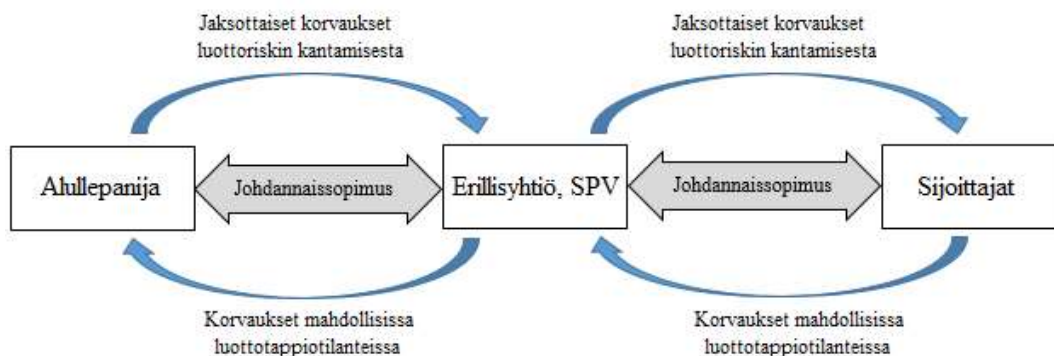 Jaksottaiset korvaukset
luottoriskin kantamisesta
Jaksottaiset korvaukset
luottoriskin kantamisesta
Alullepanija
Johdannaissopimus
Erillisyhtiö, SPV
Johdannaissopimus
Sijoittajat
Korvaukset mahdollisissa
luottotappiotilanteissa
Korvaukset mahdollisissa
luottotappiotilanteissa